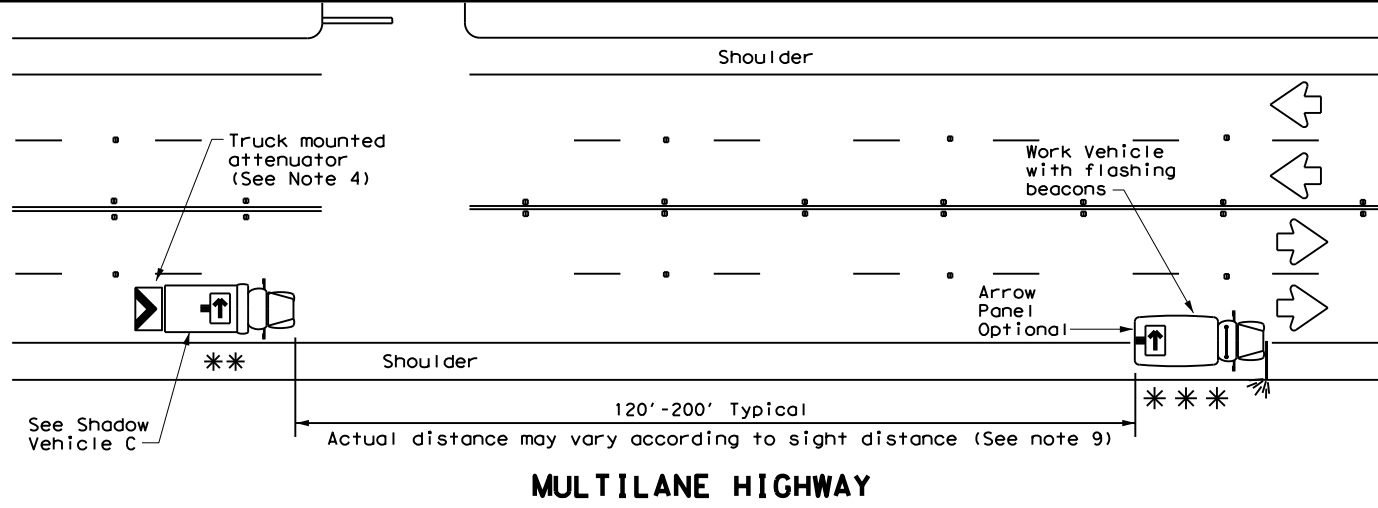 Shoulder
Truck mounted
attenuator
(See Note 4)
Work Vehicle
with flashing
beacons
Arrow
Panel
Optional
Shoulder
**
***
See Shadow
Vehicle C
120'-200' Typical
Actual distance may vary according to sight distance (See note 9)
MULTILANE HIGHWAY